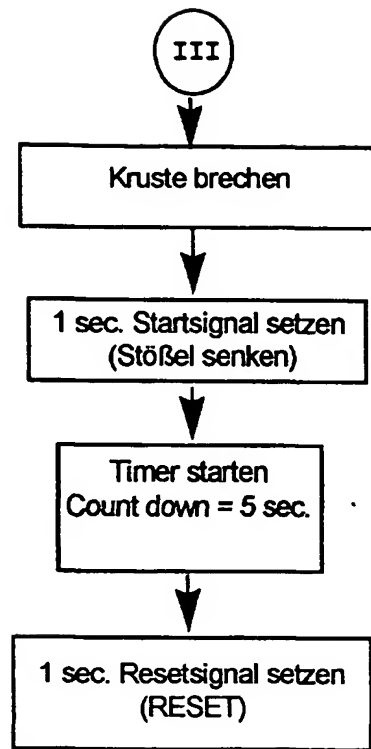 III
Kruste brechen
1 sec. Startsignal setzen
(Stößel senken)
Timer starten
Count down = 5 sec.
1 sec. Resetsignal setzen
(RESET)